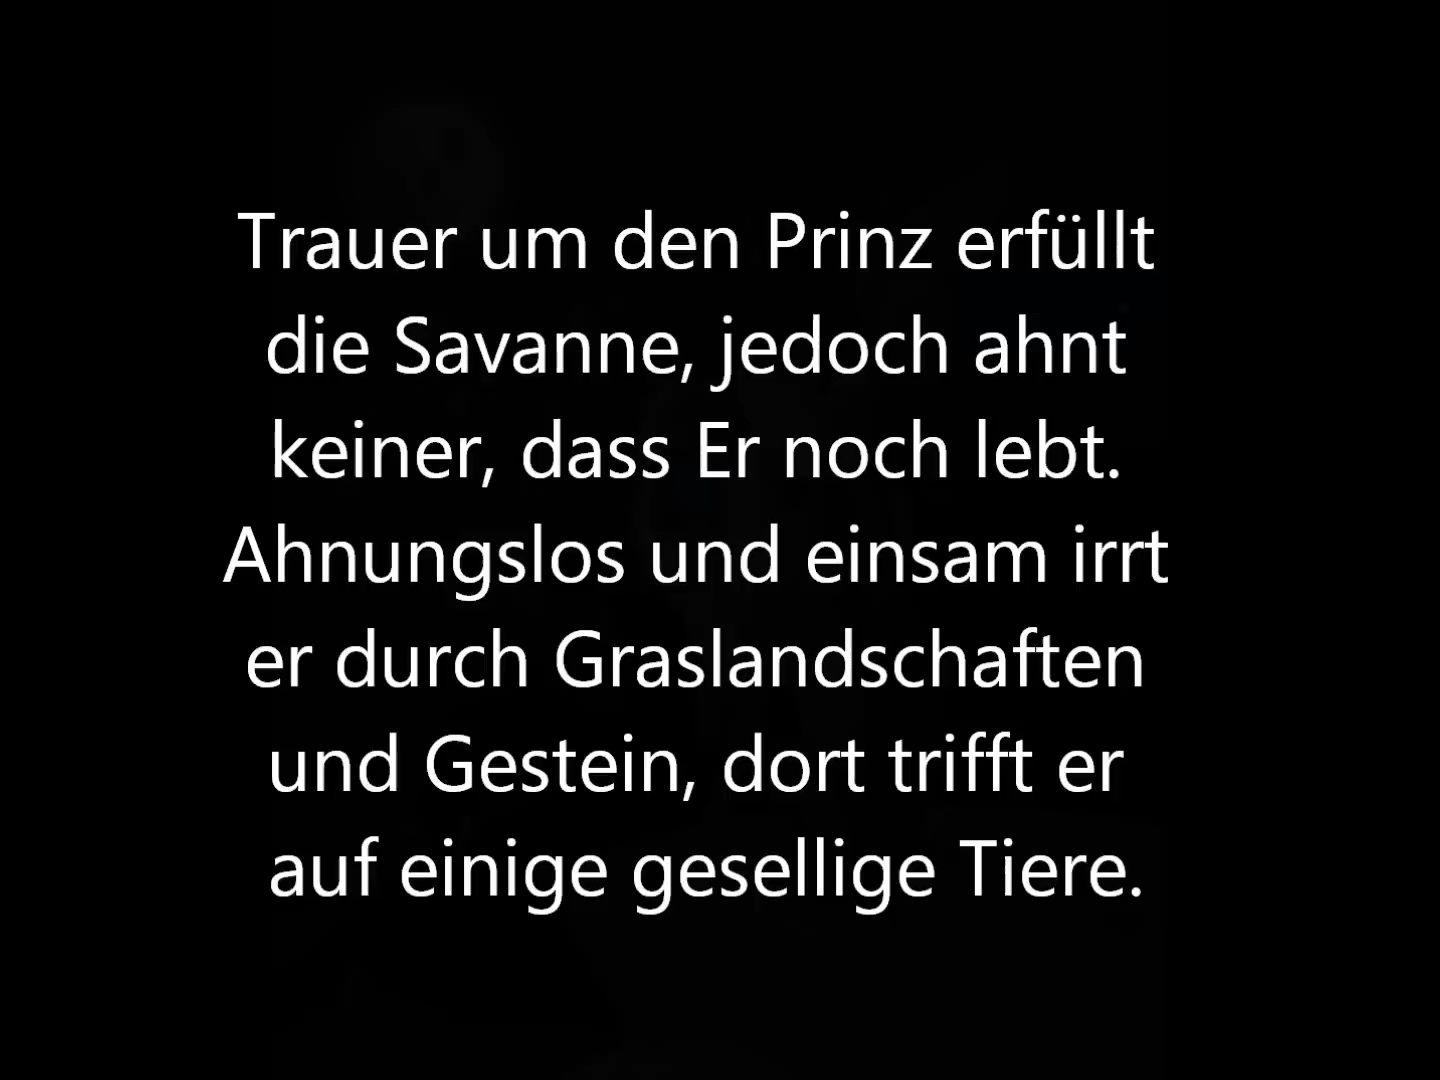 Trauer um den Prinz erfüllt
die Savanne, jedoch ahnt
keiner, dass Er noch lebt.
Ahnungslos und einsam irrt
er durch Graslandschaften
und Gestein, dort trifft er
auf einige gesellige Tiere.